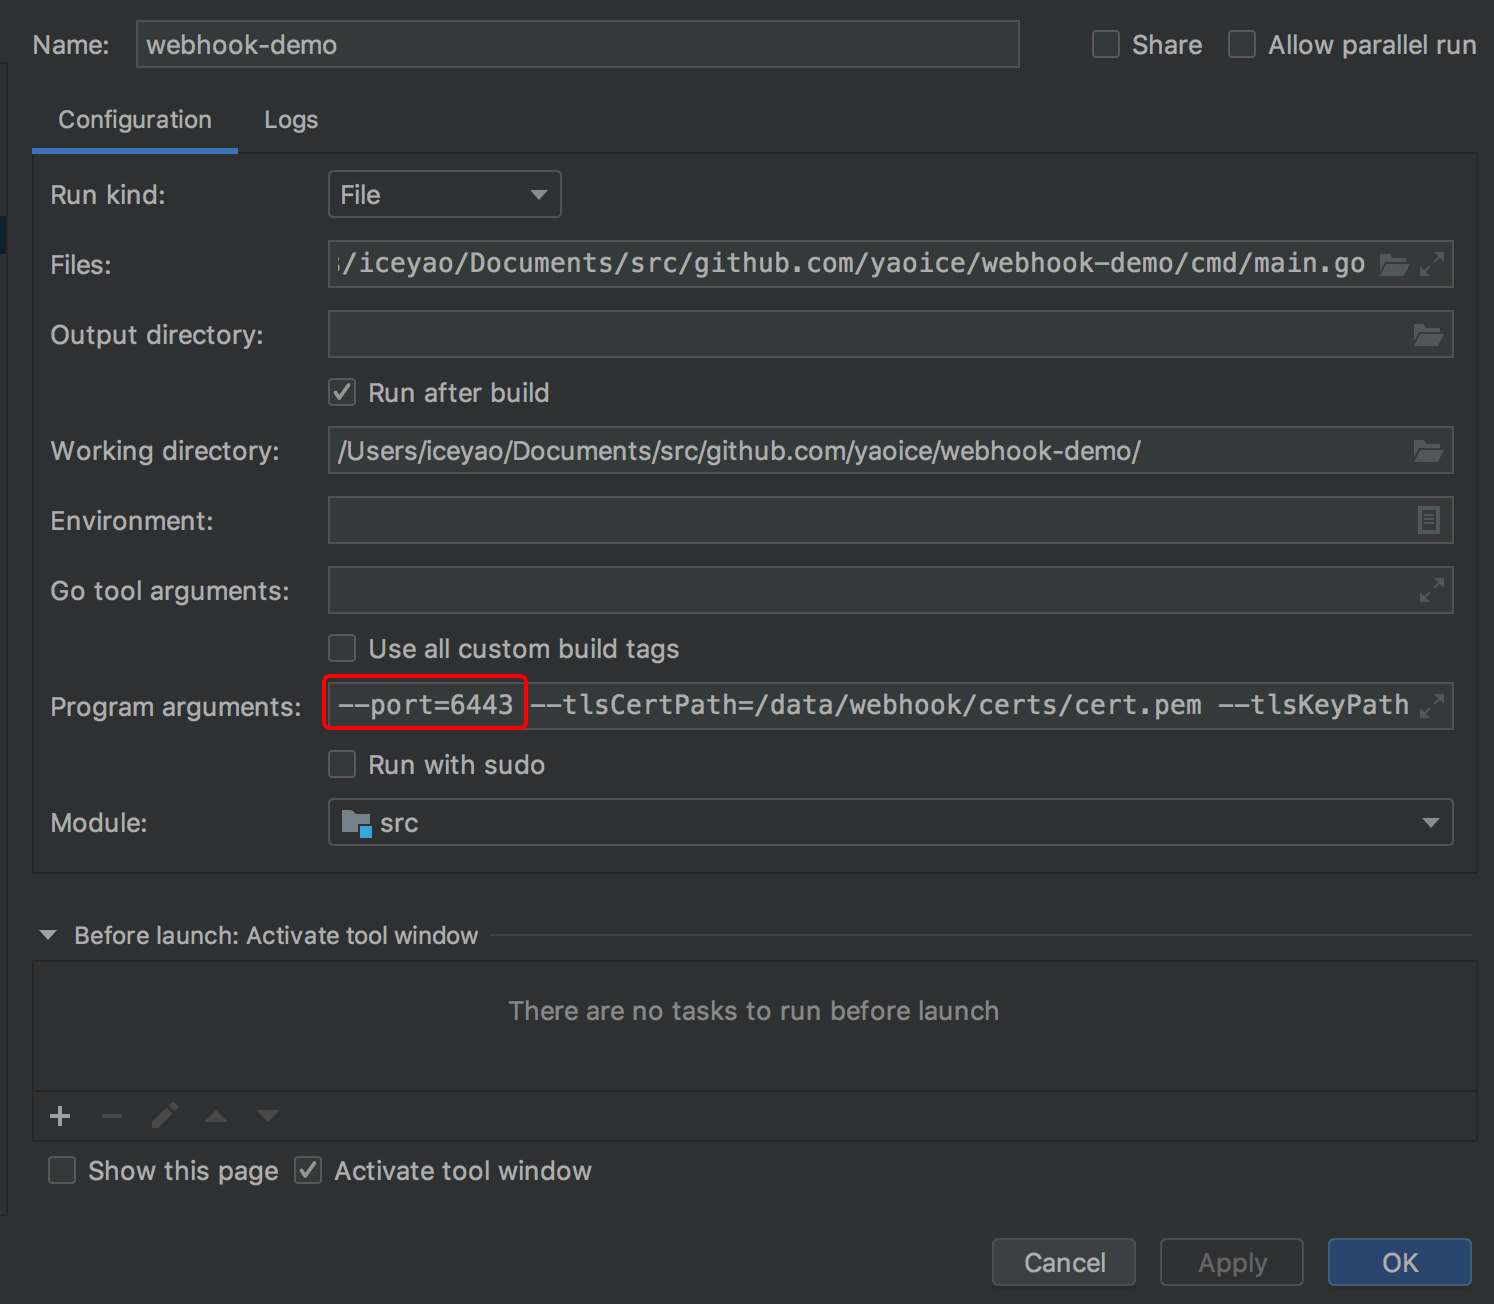 Name: webhook-demo Share Allow parallel run
Configuration Logs
Run kind: File
Files: /iceyao/Documents/src/github.com/yaoice/webhook-demo/cmd/main.go
Output directory:
Run after build
Working directory: /Users/iceyao/Documents/src/github.com/yaoice/webhook-demo/
Environment:
Go tool arguments:
Use all custom build tags
Program arguments: --port=6443 --tlsCertPath=/data/webhook/certs/cert.pem --tlsKeyPath
Run with sudo
Module: src
Before launch: Activate tool window
There are no tasks to run before launch
Show this page Activate tool window
Cancel Apply OK